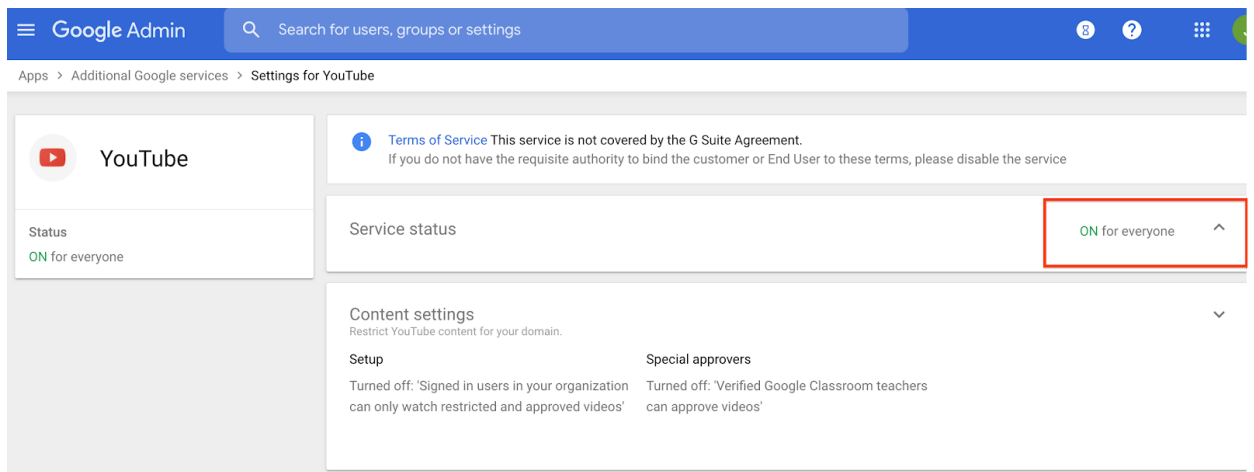 Google Admin
Search for users, groups or settings
Apps > Additional Google services > Settings for YouTube
YouTube
Status
ON for everyone
Terms of Service This service is not covered by the G Suite Agreement.
If you do not have the requisite authority to bind the customer or End User to these terms, please disable the service
Service status
ON for everyone
Content settings
Restrict YouTube content for your domain.
Setup
Turned off: 'Signed in users in your organization
can only watch restricted and approved videos'
Special approvers
Turned off: 'Verified Google Classroom teachers
can approve videos'